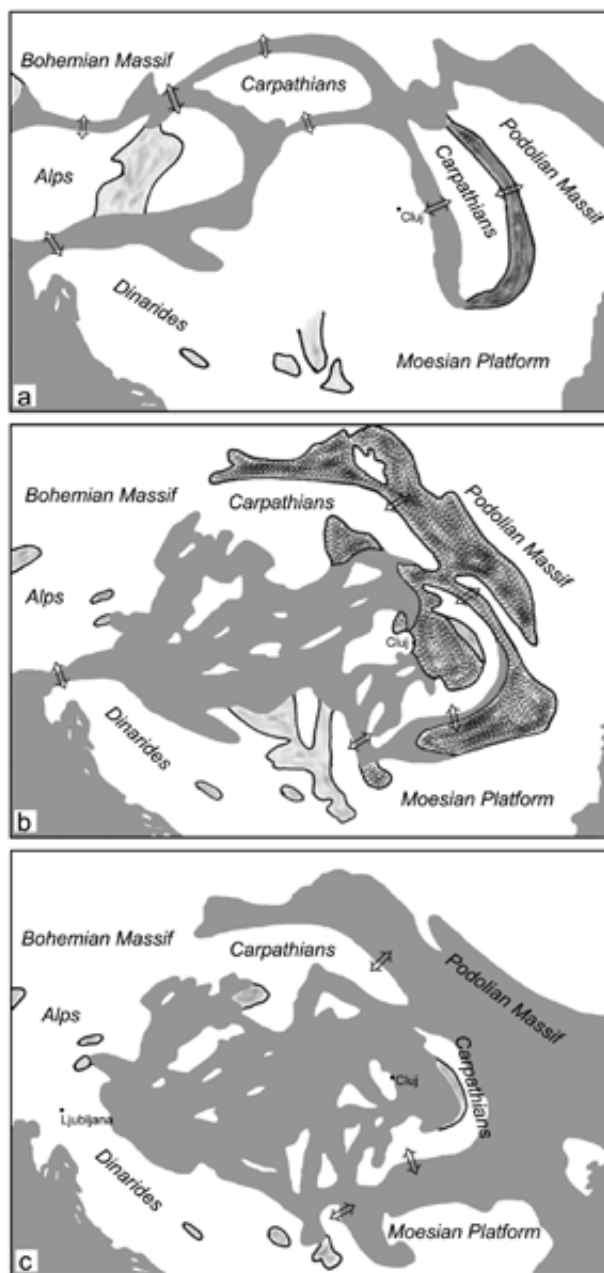 Bohemian Massif
Carpathians
Podolian Massif
Alps
Carpathians
Cluj
Dinarides
Moesian Platform
a
Bohemian Massif
Carpathians
Podolian Massif
Alps
Cluj
Dinarides
Moesian Platform
b
Bohemian Massif
Carpathians
Podolian Massif
Alps
Carpathians
Cluj
Ljubljana
Dinarides
Moesian Platform
c